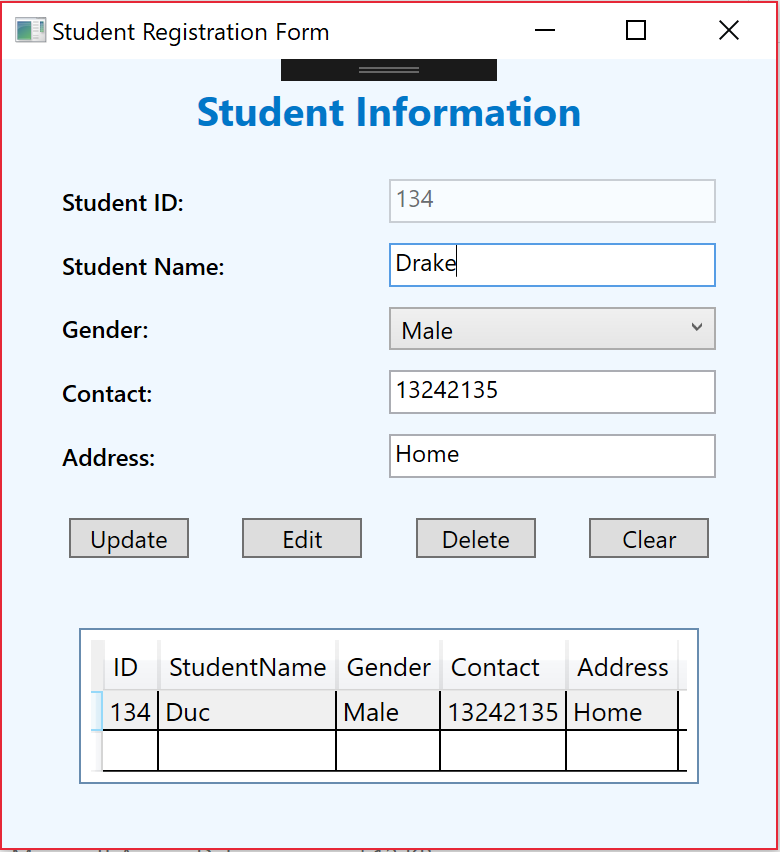 Student Registration Form
Student Information
Student ID: 134
Student Name: Drake
Gender: Male
Contact: 13242135
Address: Home
Update Edit Delete Clear
ID StudentName Gender Contact Address
134 Duc Male 13242135 Home